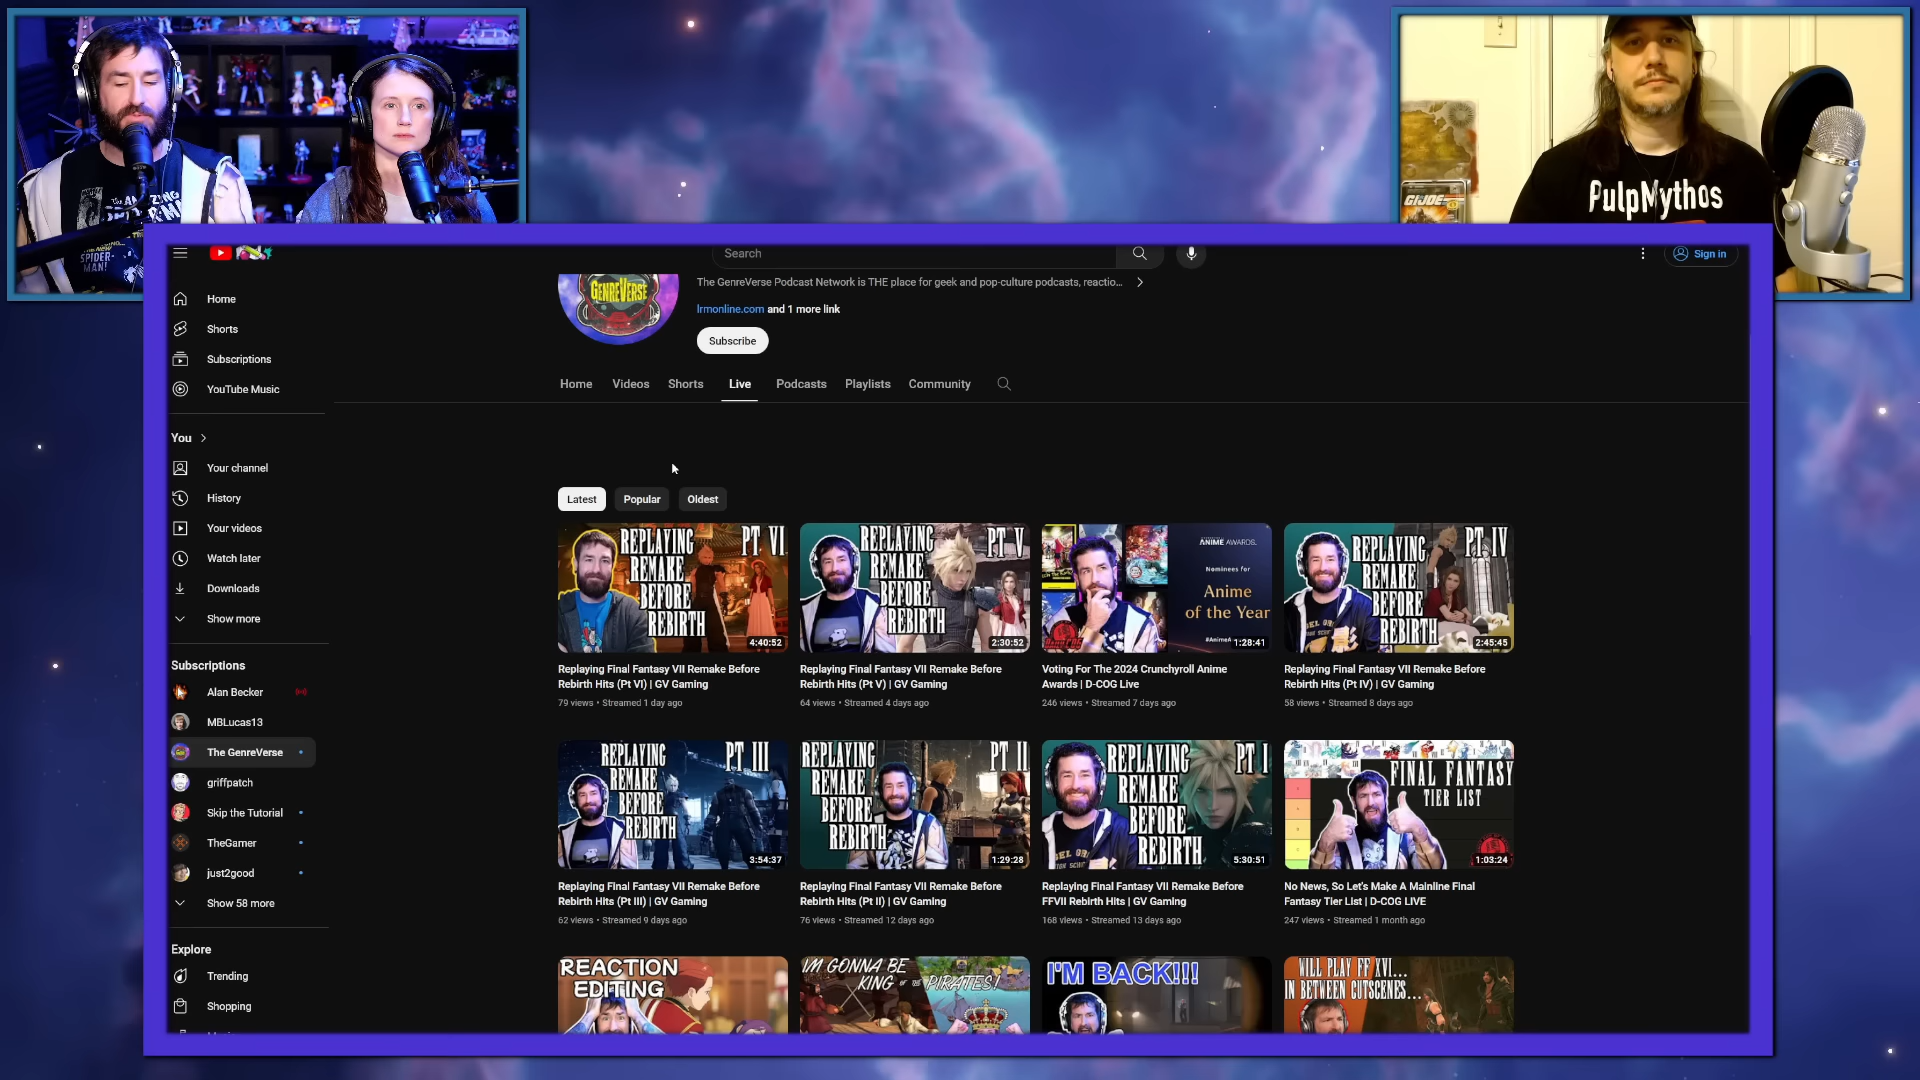 THE AMAZING
SPIDER-
MAN!
PulpMythos
GIJOE
Search
Sign in
Home
Shorts
Subscriptions
YouTube Music
You
Your channel
History
Your videos
Watch later
Downloads
Show more
Subscriptions
Alan Becker
MBLucas13
The GenreVerse
griffpatch
Skip the Tutorial
TheGamer
just2good
Show 58 more
Explore
Trending
Shopping
GENREVERSE
The GenreVerse Podcast Network is THE place for geek and pop-culture podcasts, reactio...
lrmonline.com and 1 more link
Subscribe
Home Videos Shorts Live Podcasts Playlists Community
Latest Popular Oldest
REPLAYING
REMAKE
BEFORE
REBIRTH
PT VI
4:40:52
Replaying Final Fantasy VII Remake Before
Rebirth Hits (Pt VI) | GV Gaming
79 views • Streamed 1 day ago
REPLAYING
REMAKE
BEFORE
REBIRTH
PT V
2:30:52
Replaying Final Fantasy VII Remake Before
Rebirth Hits (Pt V) | GV Gaming
64 views • Streamed 4 days ago
ANIME AWARDS.
Nominees for
Anime
of the Year
#AnimeA
1:28:41
Voting For The 2024 Crunchyroll Anime
Awards | D-COG Live
246 views • Streamed 7 days ago
REPLAYING
REMAKE
BEFORE
REBIRTH
PT IV
2:45:45
Replaying Final Fantasy VII Remake Before
Rebirth Hits (Pt IV) | GV Gaming
58 views • Streamed 8 days ago
REPLAYING
REMAKE
BEFORE
REBIRTH
PT III
3:54:37
Replaying Final Fantasy VII Remake Before
Rebirth Hits (Pt III) | GV Gaming
62 views • Streamed 9 days ago
REPLAYING
REMAKE
BEFORE
REBIRTH
PT II
1:29:28
Replaying Final Fantasy VII Remake Before
Rebirth Hits (Pt II) | GV Gaming
76 views • Streamed 12 days ago
REPLAYING
REMAKE
BEFORE
REBIRTH
PT I
5:30:51
Replaying Final Fantasy VII Remake Before
FFVII Rebirth Hits | GV Gaming
168 views • Streamed 13 days ago
FINAL FANTASY
TIER LIST
1:03:24
No News, So Let's Make A Mainline Final
Fantasy Tier List | D-COG LIVE
247 views • Streamed 1 month ago
REACTION
EDITING
I'M GONNA BE
KING OF THE PIRATES!
I'M BACK!!!
WILL PLAY FF XVI...
IN BETWEEN CUTSCENES...